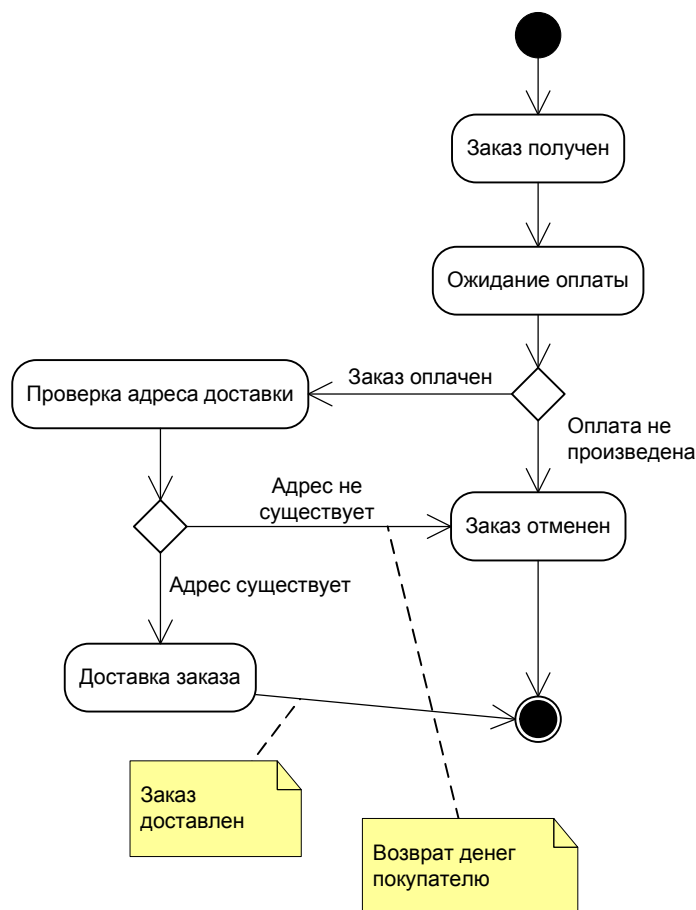 Заказ получен
Ожидание оплаты
Заказ оплачен
Проверка адреса доставки
Оплата не
произведена
Адрес не
существует
Заказ отменен
Адрес существует
Доставка заказа
Заказ
доставлен
Возврат денег
покупателю